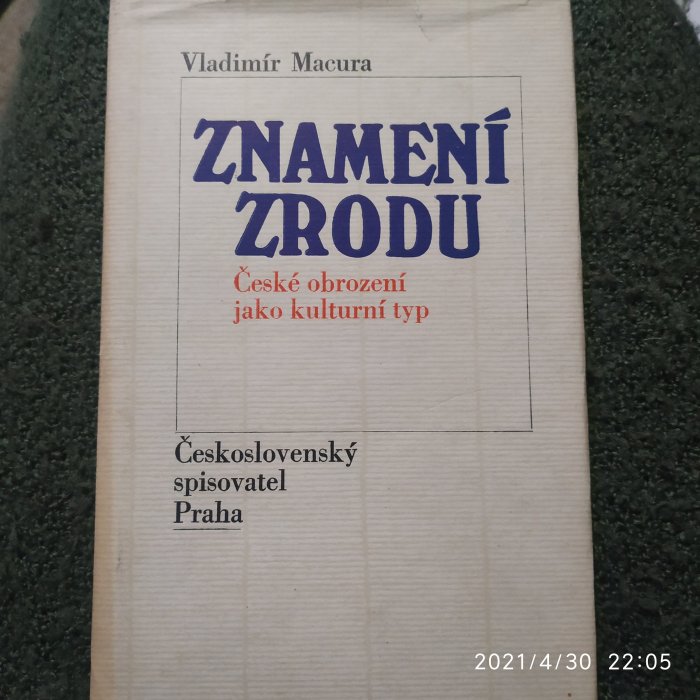 Vladimír Macura
ZNAMENÍ
ZRODU
České obrození
jako kulturní typ
Československý
spisovatel
Praha
2021/4/30 22:05